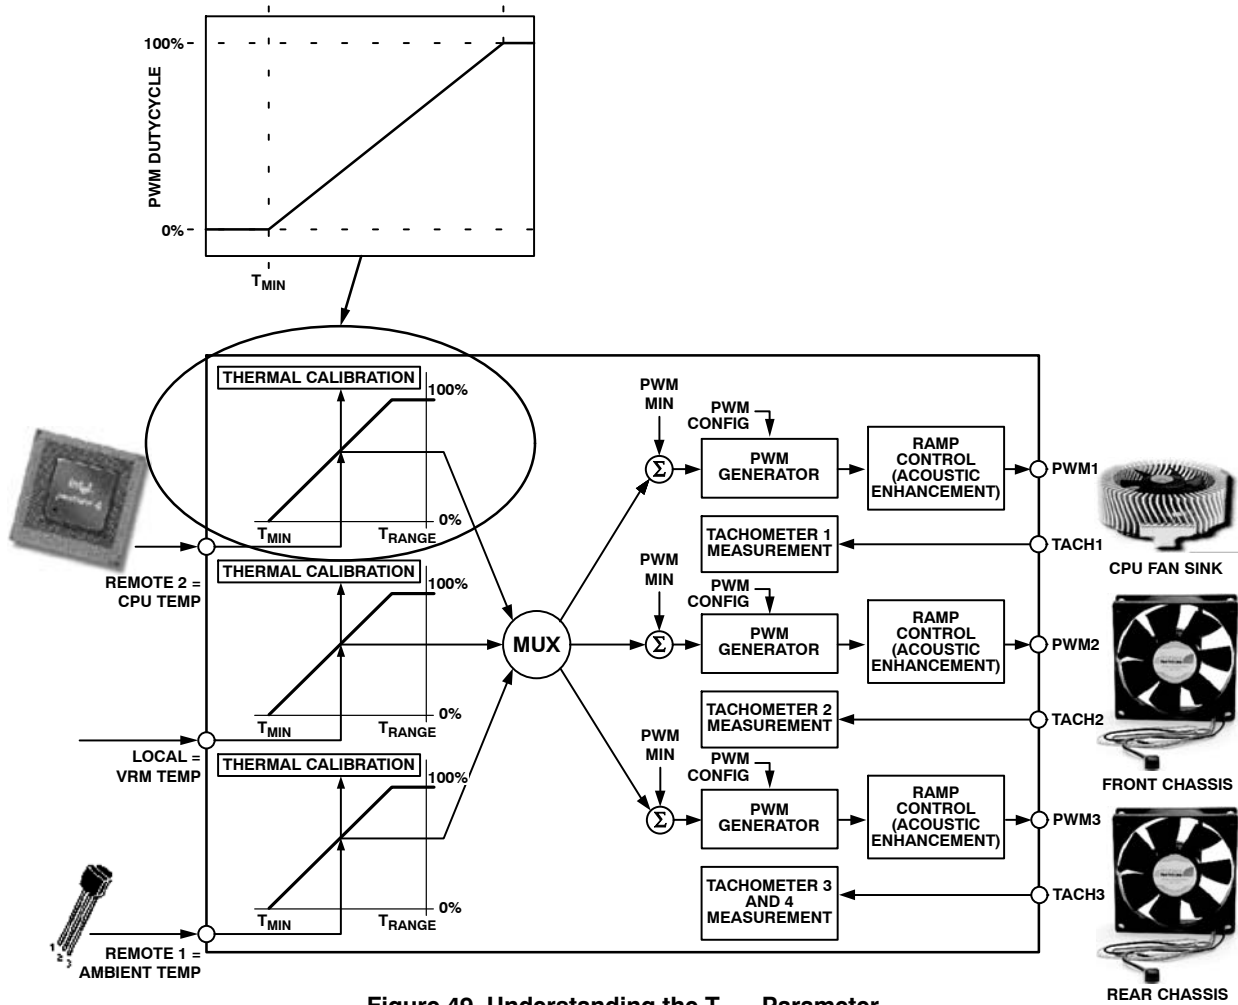 100%
PWM DUTYCYCLE
0%
TMIN
THERMAL CALIBRATION
100%
0%
TMIN
TRANGE
REMOTE 2 =
CPU TEMP
THERMAL CALIBRATION
100%
0%
TMIN
TRANGE
LOCAL =
VRM TEMP
THERMAL CALIBRATION
100%
0%
TMIN
TRANGE
REMOTE 1 =
AMBIENT TEMP
1
2
3
intel
MUX
PWM
MIN
PWM
CONFIG
Σ
PWM
GENERATOR
RAMP
CONTROL
(ACOUSTIC
ENHANCEMENT)
PWM1
TACHOMETER 1
MEASUREMENT
TACH1
CPU FAN SINK
PWM
MIN
PWM
CONFIG
Σ
PWM
GENERATOR
RAMP
CONTROL
(ACOUSTIC
ENHANCEMENT)
PWM2
TACHOMETER 2
MEASUREMENT
TACH2
FRONT CHASSIS
PWM
MIN
PWM
CONFIG
Σ
PWM
GENERATOR
RAMP
CONTROL
(ACOUSTIC
ENHANCEMENT)
PWM3
TACHOMETER 3
AND 4
MEASUREMENT
TACH3
REAR CHASSIS
Figure 49. Understanding the T Parameter